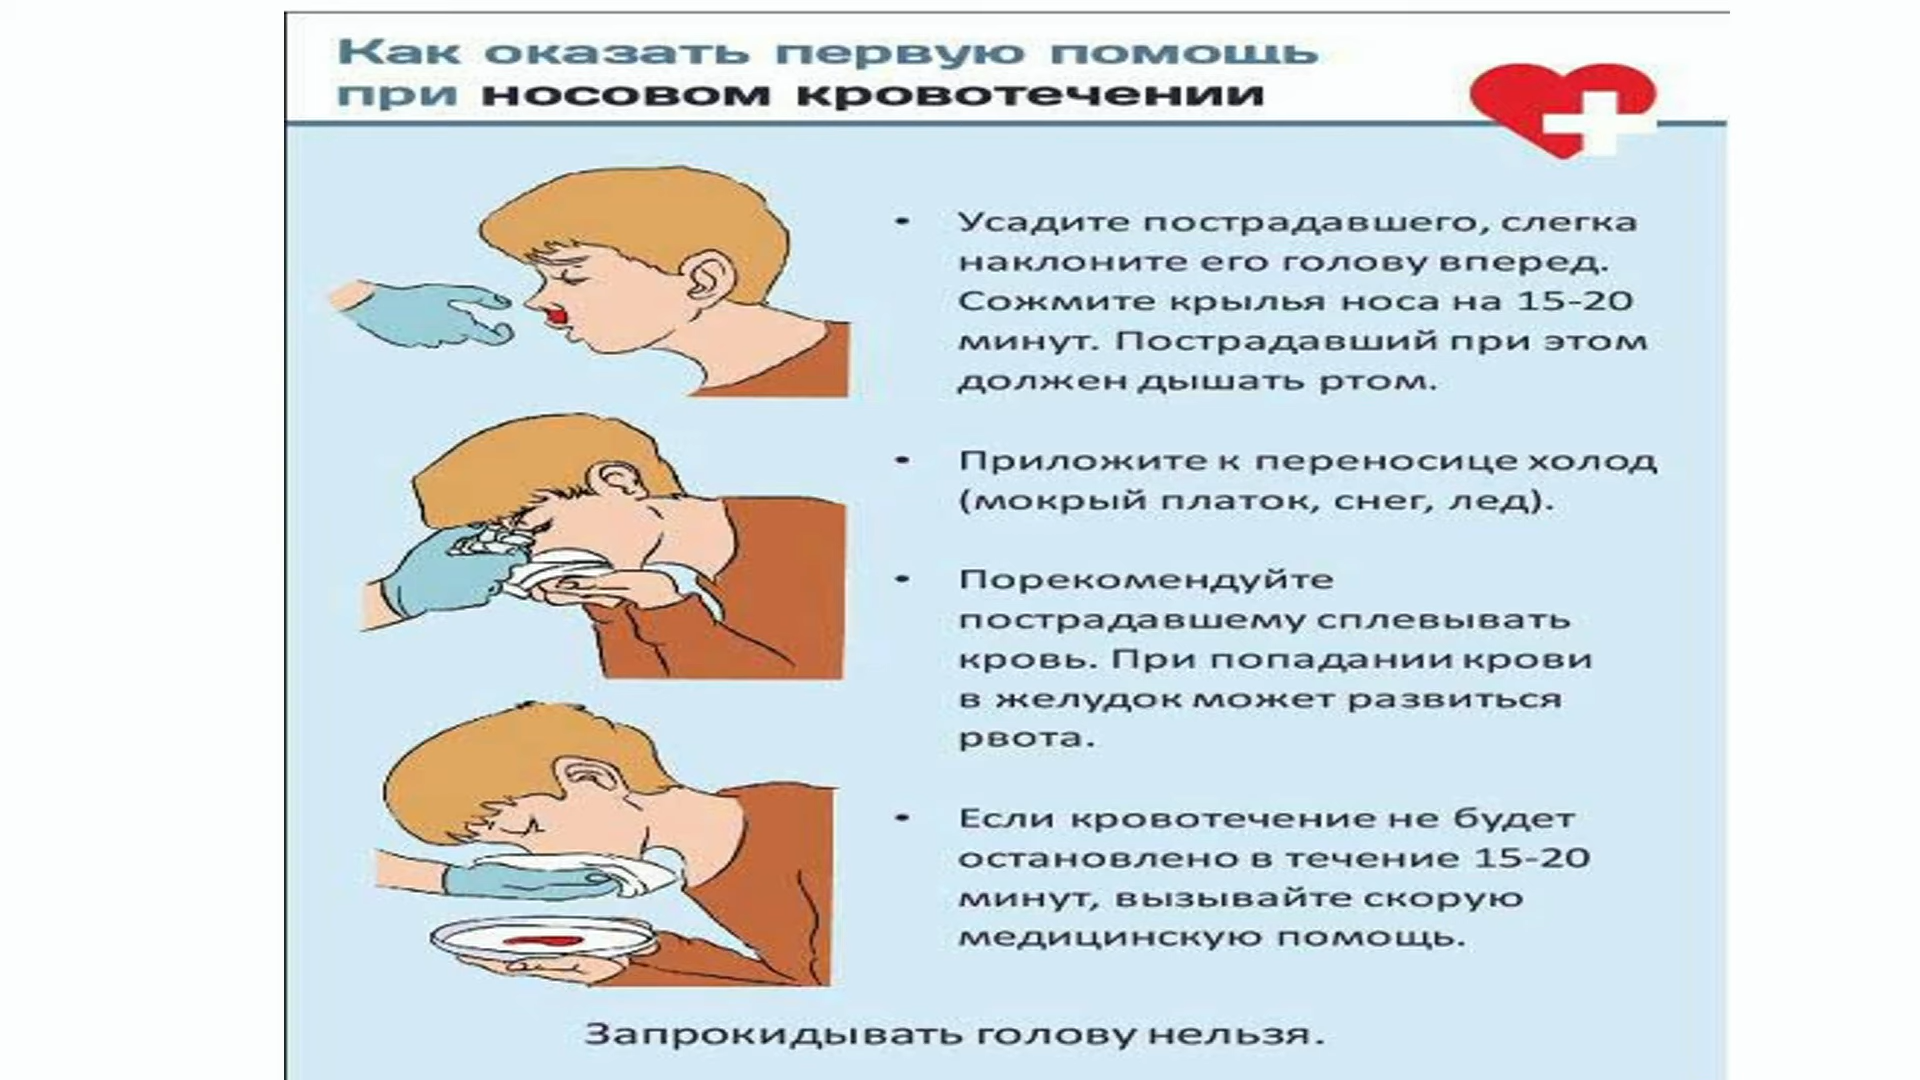 Как оказать первую помощь
при носовом кровотечении
• Усадите пострадавшего, слегка
наклоните его голову вперед.
Сожмите крылья носа на 15-20
минут. Пострадавший при этом
должен дышать ртом.
• Приложите к переносице холод
(мокрый платок, снег, лед).
• Порекомендуйте
пострадавшему сплевывать
кровь. При попадании крови
в желудок может развиться
рвота.
• Если кровотечение не будет
остановлено в течение 15-20
минут, вызывайте скорую
медицинскую помощь.
Запрокидывать голову нельзя.